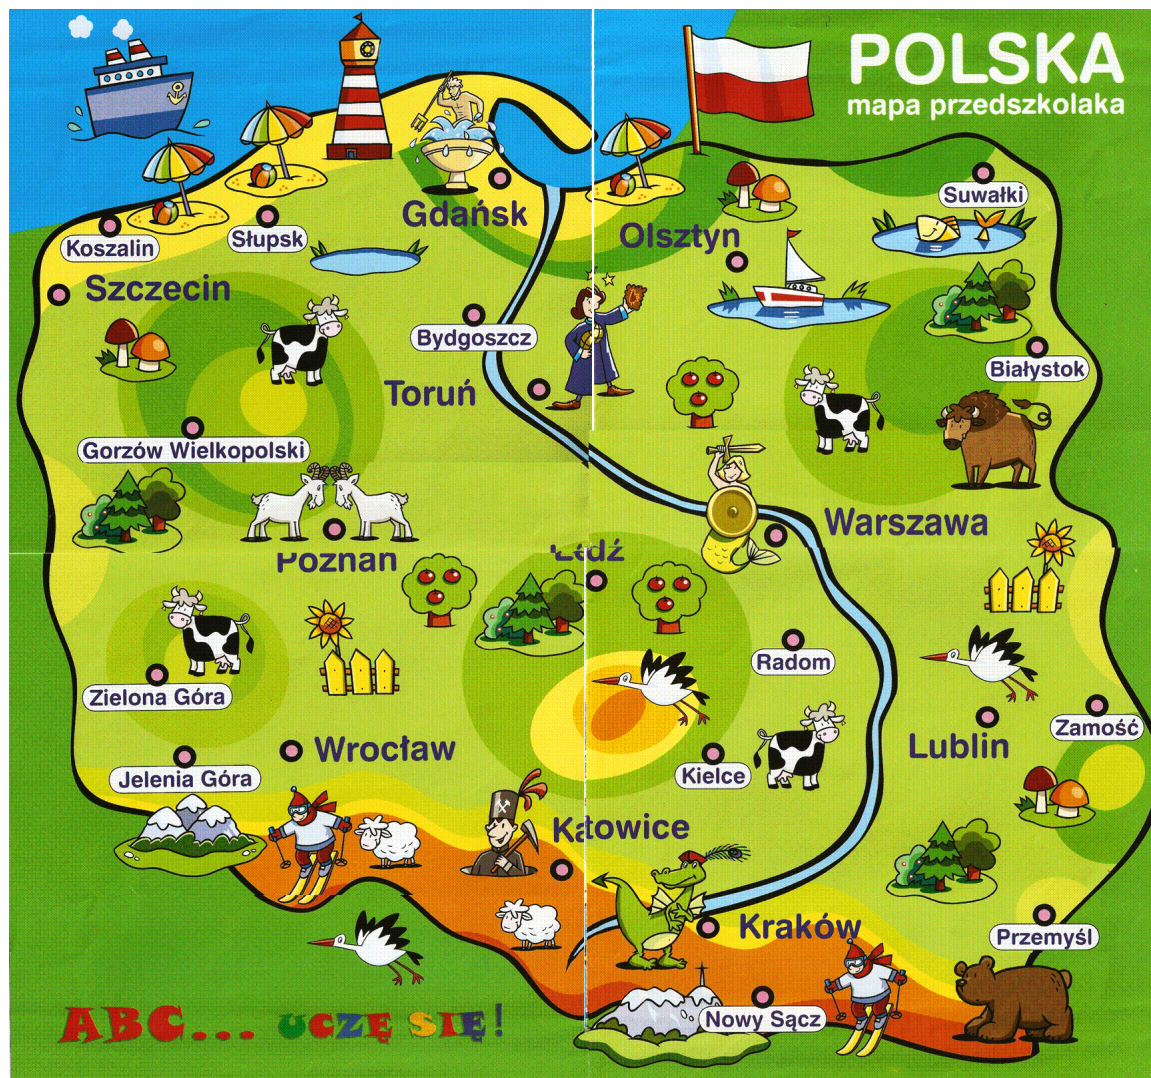 POLSKA
mapa przedszkolaka
Suwałki
Gdańsk
Koszalin
Słupsk
Olsztyn
Szczecin
Bydgoszcz
Białystok
Toruń
Gorzów Wielkopolski
Warszawa
Poznań
Łódź
Radom
Zielona Góra
Zamość
Wrocław
Lublin
Jelenia Góra
Kielce
Katowice
Kraków
Przemyśl
Nowy Sącz
ABC... UCZĘ SIĘ!